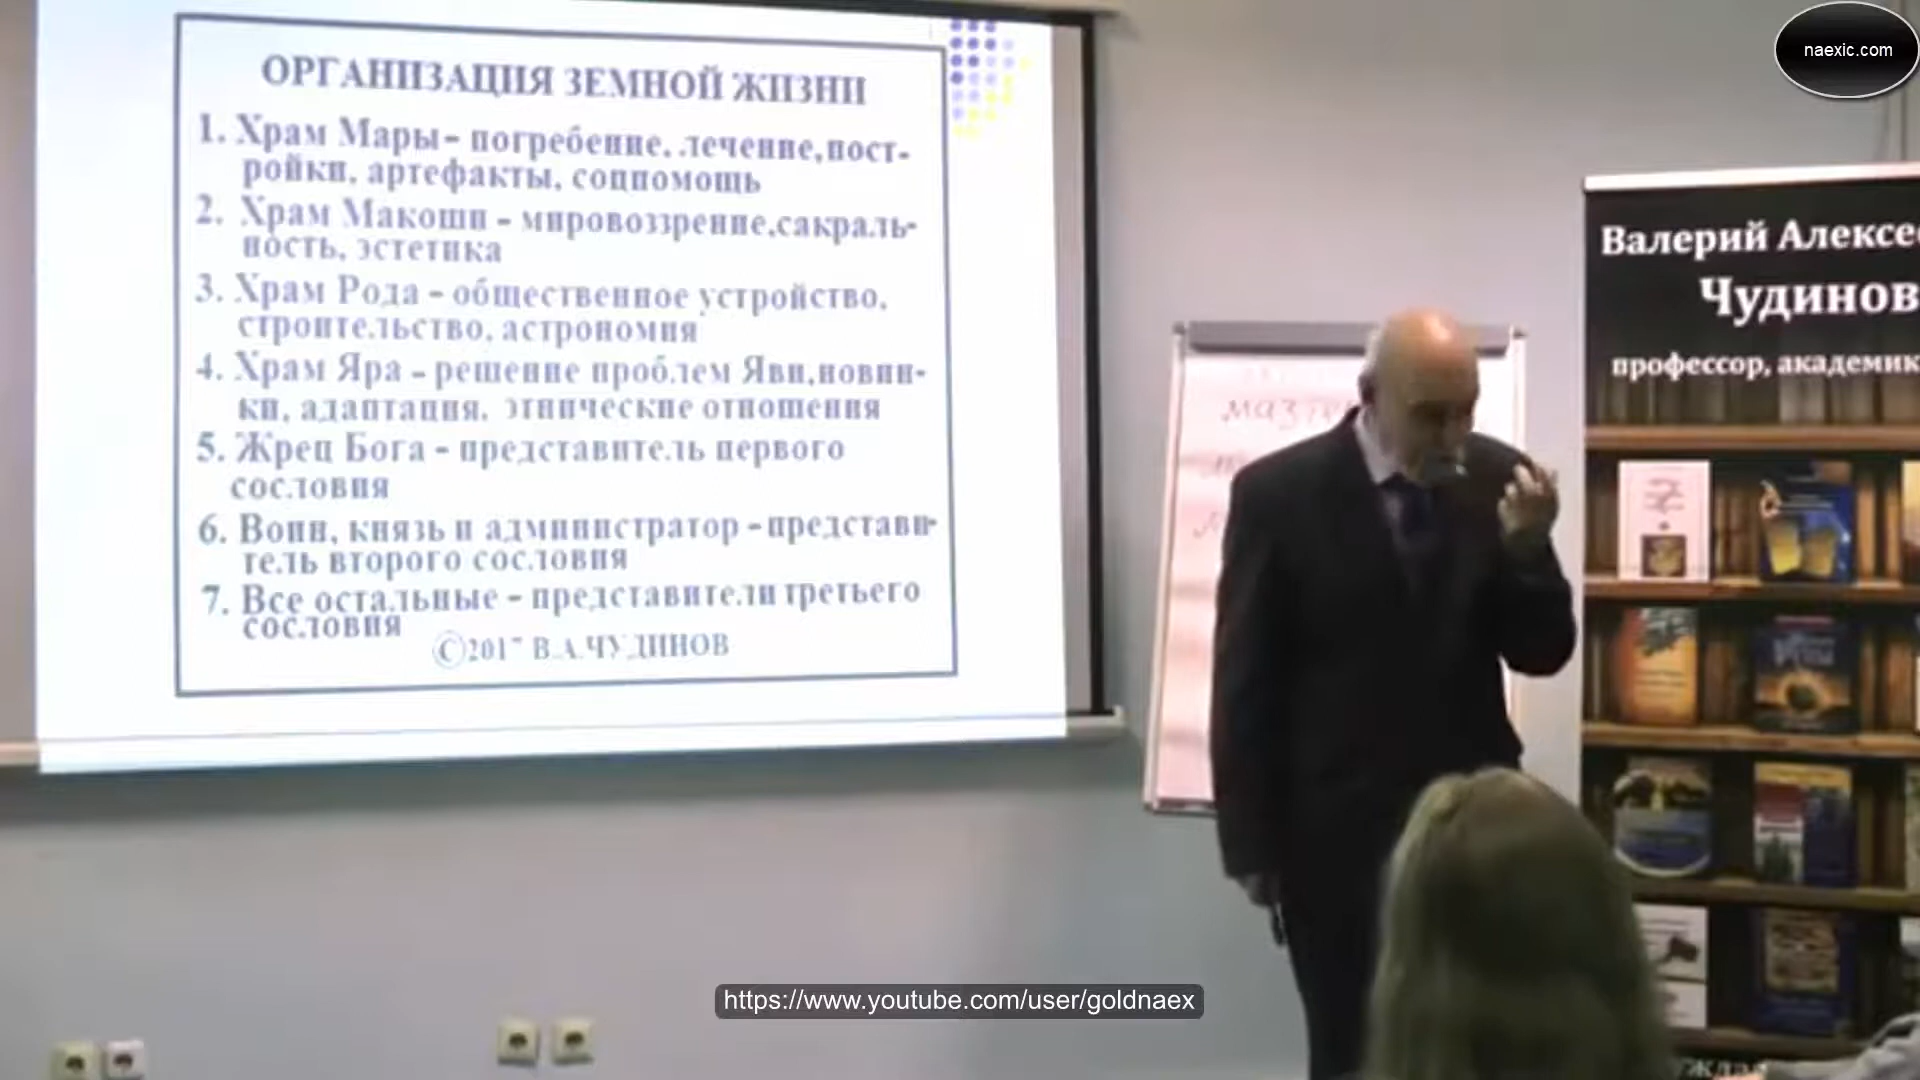 ОРГАНИЗАЦИЯ ЗЕМНОЙ ЖИЗНИ
1. Храм Мары - погребение, лечение, пост-
ройки, артефакты, соцпомощь
2. Храм Макоши - мировоззрение,сакраль-
ность, эстетика
3. Храм Рода - общественное устройство,
строительство, астрономия
4. Храм Яра - решение проблем Яви,новин-
ки, адаптация, этнические отношения
5. Жрец Бога - представитель первого
сословия
6. Воин, князь и администратор - представи-
тель второго сословия
7. Все остальные - представители третьего
сословия
©2017 В.А.ЧУДИНОВ
naexic.com
Валерий Алексе
Чудинов
профессор, академик
https://www.youtube.com/user/goldnaex